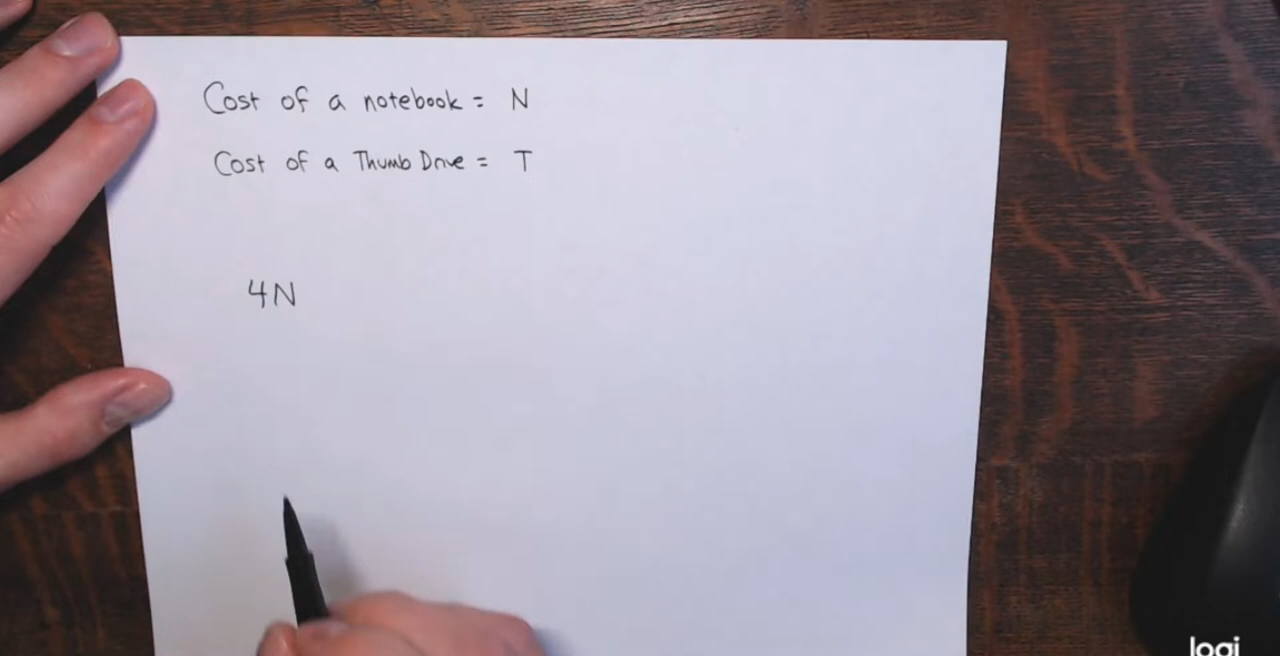 Cost of a notebook = N
Cost of a Thumb Drive = T
4N
logi